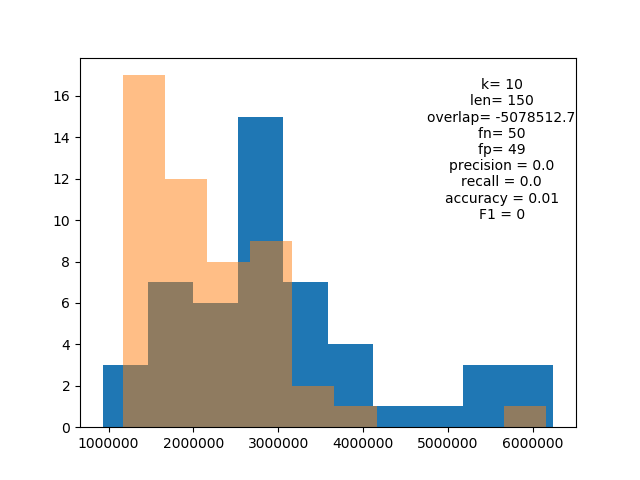 k= 10
len= 150
overlap= -5078512.7
fn= 50
fp= 49
precision = 0.0
recall = 0.0
accuracy = 0.01
F1 = 0
16
14
12
10
8
6
4
2
0
1000000 2000000 3000000 4000000 5000000 6000000